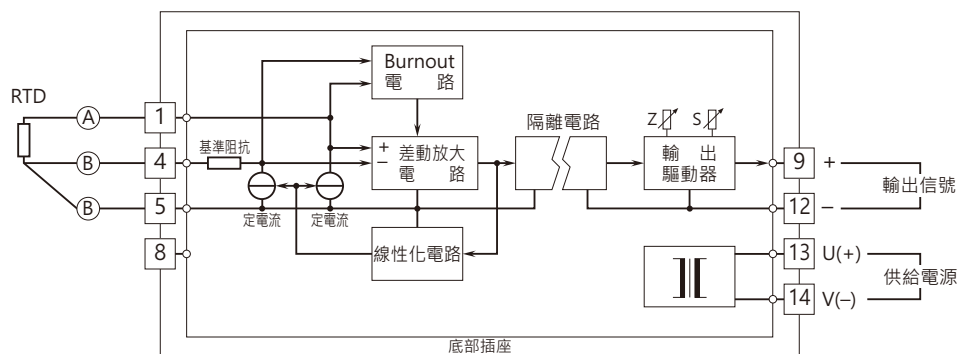 Burnout
電 路
RTD
A
1
隔離電路
Z
S
基準阻抗
B
4
+
−
差動放大
電 路
輸 出
驅動器
9
+
輸出信號
B
5
定電流
定電流
12
−
8
線性化電路
13
U(+)
供給電源
14
V(−)
底部插座